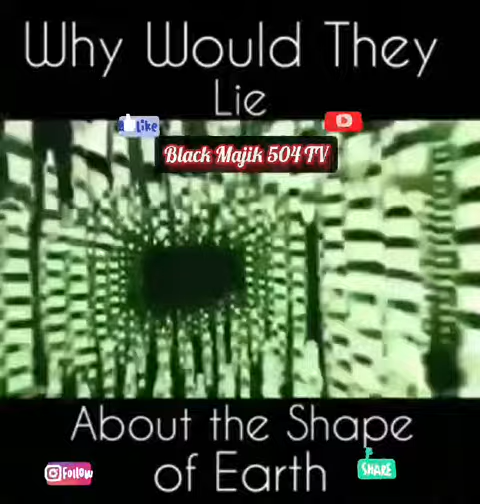 Why Would They
Lie
Like
Black Majik 504 TV
About the Shape
of Earth
Follow
SHARE